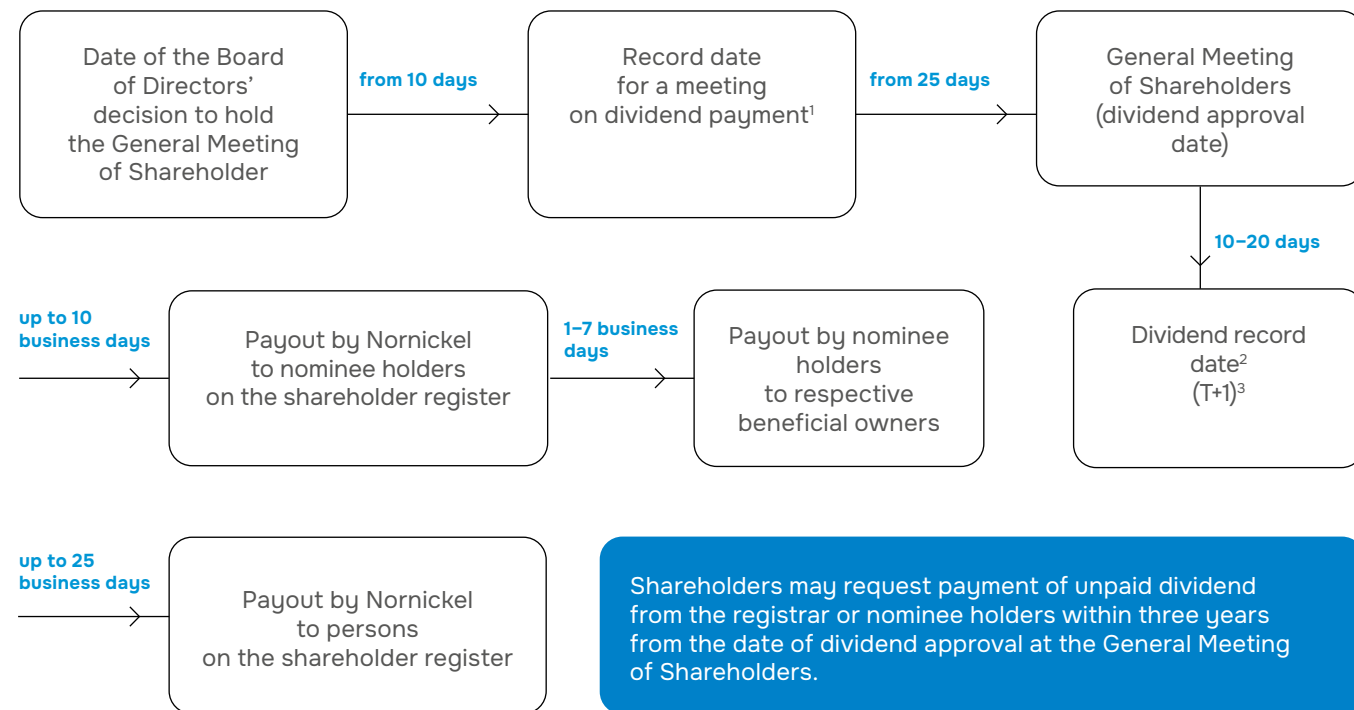 Date of the Board
of Directors’
decision to hold
the General Meeting
of Shareholder
from 10 days
Record date
for a meeting
on dividend payment¹
from 25 days
General Meeting
of Shareholders
(dividend approval
date)
10–20 days
Dividend record
date²
(T+1)³
up to 10
business days
Payout by Nornickel
to nominee holders
on the shareholder register
1–7 business
days
Payout by nominee
holders
to respective
beneficial owners
up to 25
business days
Payout by Nornickel
to persons
on the shareholder register
Shareholders may request payment of unpaid dividend
from the registrar or nominee holders within three years
from the date of dividend approval at the General Meeting
of Shareholders.